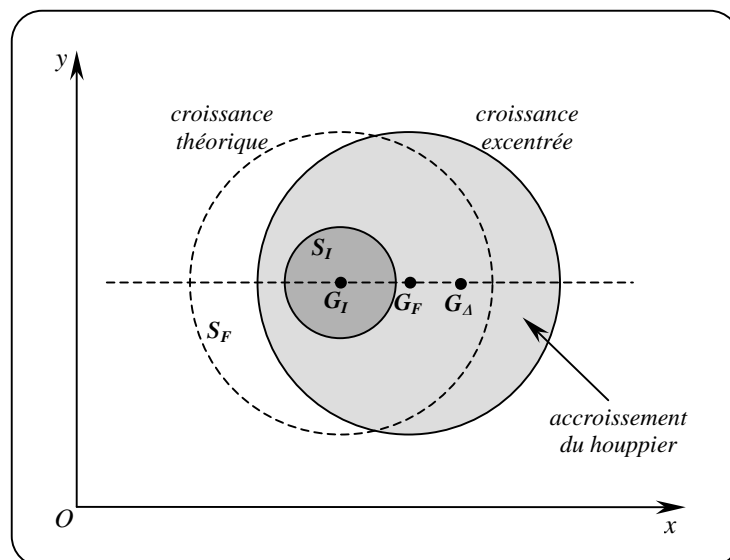 y
croissance
théorique
croissance
excentrée
S_I
G_I
G_F
G_Δ
S_F
accroissement
du houppier
O
x